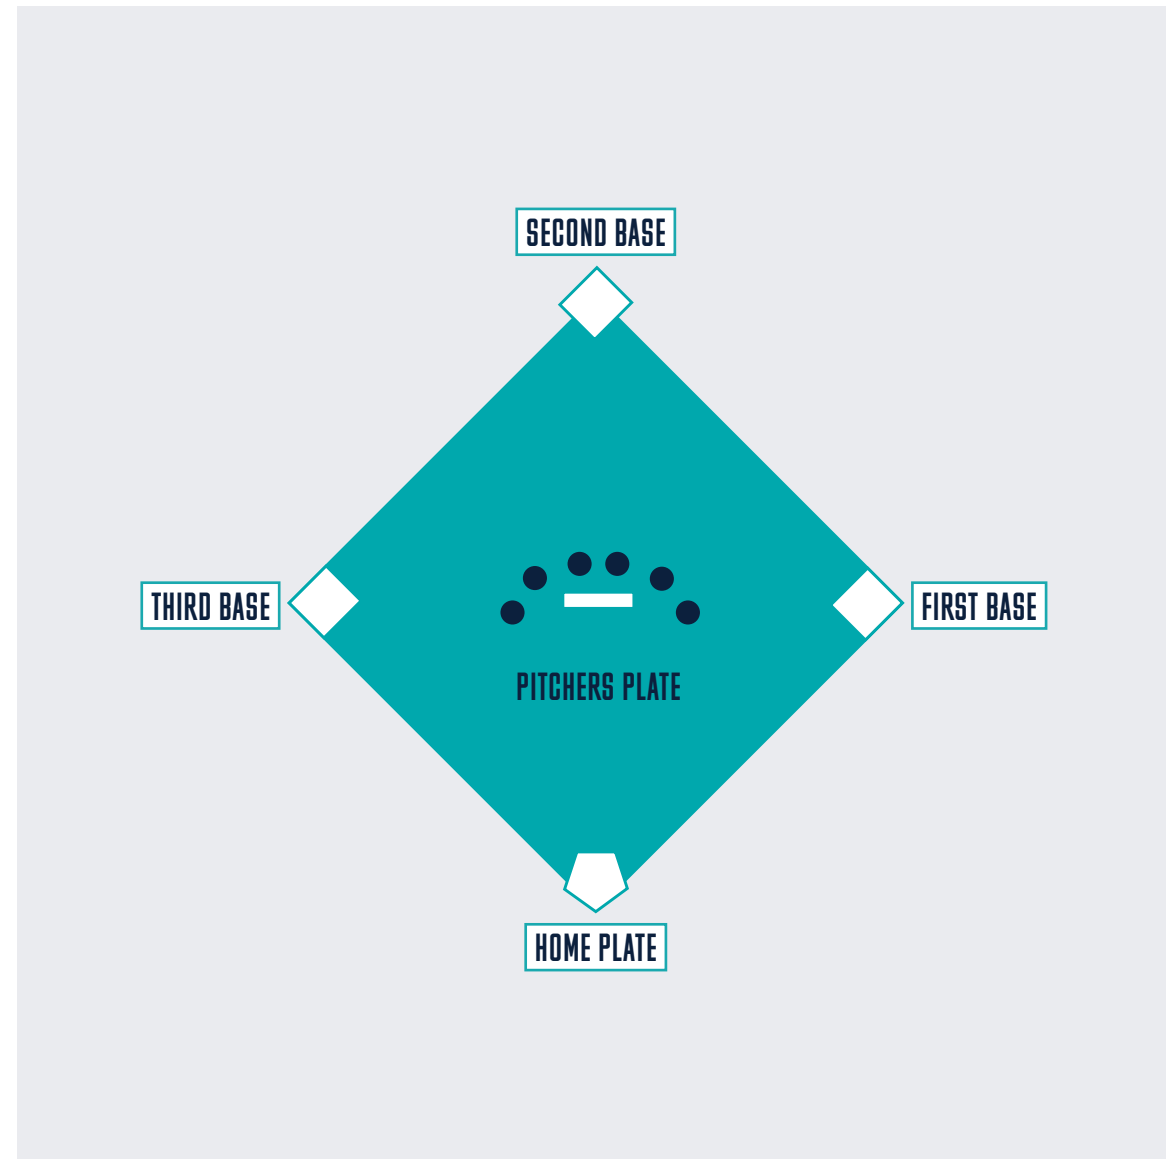 SECOND BASE
THIRD BASE
FIRST BASE
PITCHERS PLATE
HOME PLATE